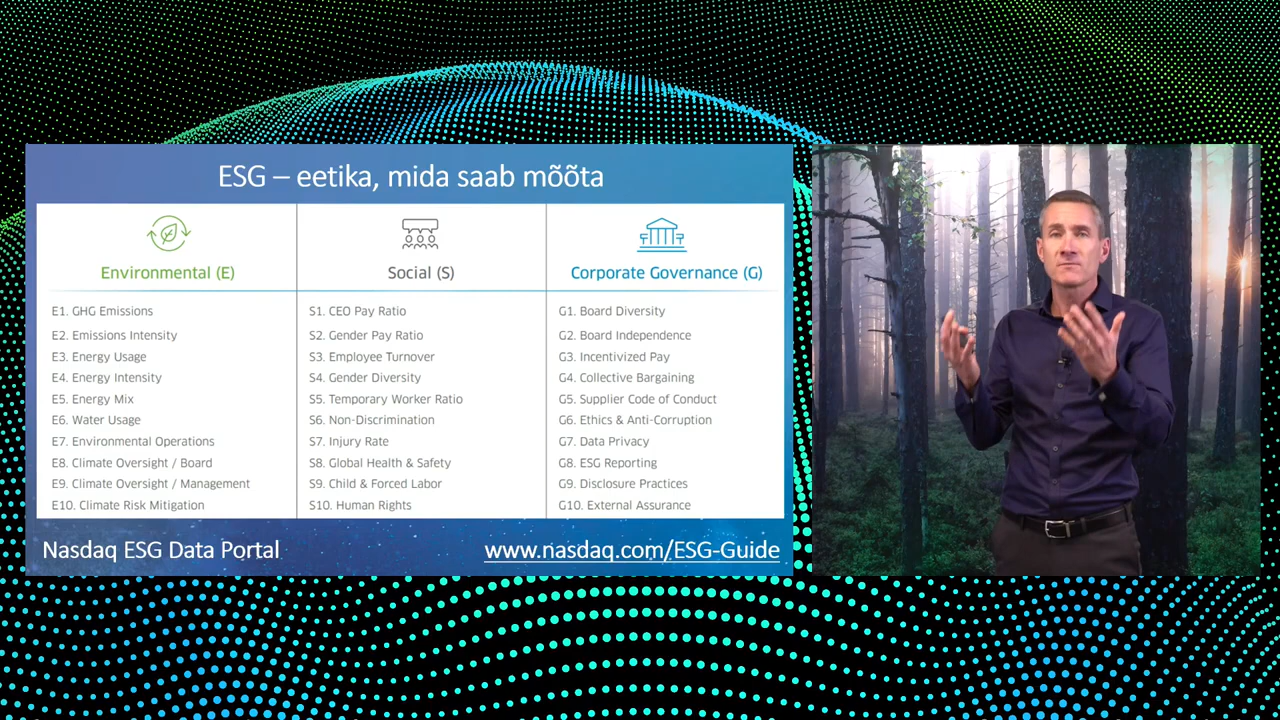 ESG – eetika, mida saab mõõta
Environmental (E)
E1. GHG Emissions
E2. Emissions Intensity
E3. Energy Usage
E4. Energy Intensity
E5. Energy Mix
E6. Water Usage
E7. Environmental Operations
E8. Climate Oversight / Board
E9. Climate Oversight / Management
E10. Climate Risk Mitigation
Social (S)
S1. CEO Pay Ratio
S2. Gender Pay Ratio
S3. Employee Turnover
S4. Gender Diversity
S5. Temporary Worker Ratio
S6. Non-Discrimination
S7. Injury Rate
S8. Global Health & Safety
S9. Child & Forced Labor
S10. Human Rights
Corporate Governance (G)
G1. Board Diversity
G2. Board Independence
G3. Incentivized Pay
G4. Collective Bargaining
G5. Supplier Code of Conduct
G6. Ethics & Anti-Corruption
G7. Data Privacy
G8. ESG Reporting
G9. Disclosure Practices
G10. External Assurance
Nasdaq ESG Data Portal
www.nasdaq.com/ESG-Guide